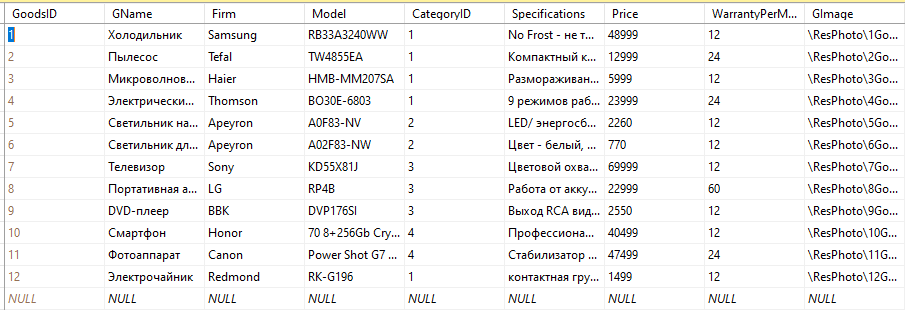 GoodsID GName Firm Model CategoryID Specifications Price WarrantyPerM... GImage
1 Холодильник Samsung RB33A3240WW 1 No Frost - не т... 48999 12 \ResPhoto\1Go...
2 Пылесос Tefal TW4855EA 1 Компактный к... 12999 24 \ResPhoto\2Go...
3 Микроволнов... Haier HMB-MM207SA 1 Размораживан... 5999 12 \ResPhoto\3Go...
4 Электрически... Thomson BO30E-6803 1 9 режимов раб... 23999 24 \ResPhoto\4Go...
5 Светильник на... Apeyron A0F83-NV 2 LED/ энергосб... 2260 12 \ResPhoto\5Go...
6 Светильник дл... Apeyron A02F83-NW 2 Цвет - белый, ... 770 12 \ResPhoto\6Go...
7 Телевизор Sony KD55X81J 3 Цветовой охва... 69999 12 \ResPhoto\7Go...
8 Портативная а... LG RP4B 3 Работа от акку... 22999 60 \ResPhoto\8Go...
9 DVD-плеер BBK DVP176SI 3 Выход RCA вид... 2550 12 \ResPhoto\9Go...
10 Смартфон Honor 70 8+256Gb Cry... 4 Профессиона... 40499 12 \ResPhoto\10G...
11 Фотоаппарат Canon Power Shot G7 ... 4 Стабилизатор ... 47499 24 \ResPhoto\11G...
12 Электрочайник Redmond RK-G196 1 контактная гру... 1499 12 \ResPhoto\12G...
NULL NULL NULL NULL NULL NULL NULL NULL NULL